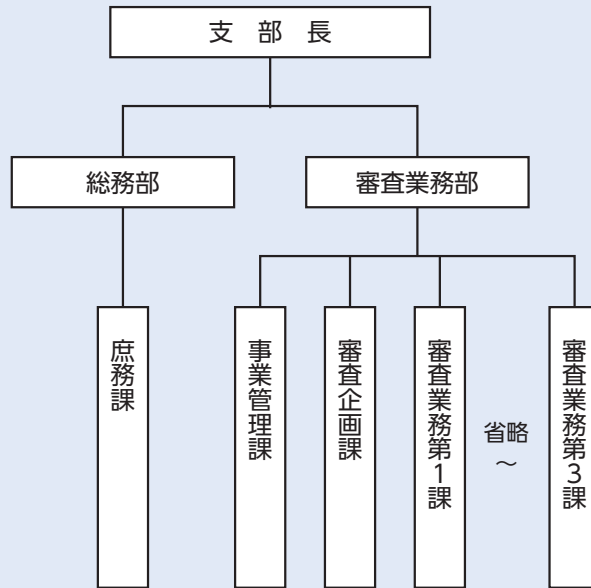 支　部　長
総務部
審査業務部
庶務課
事業管理課
審査企画課
審査業務第1課
省略
～
審査業務第3課